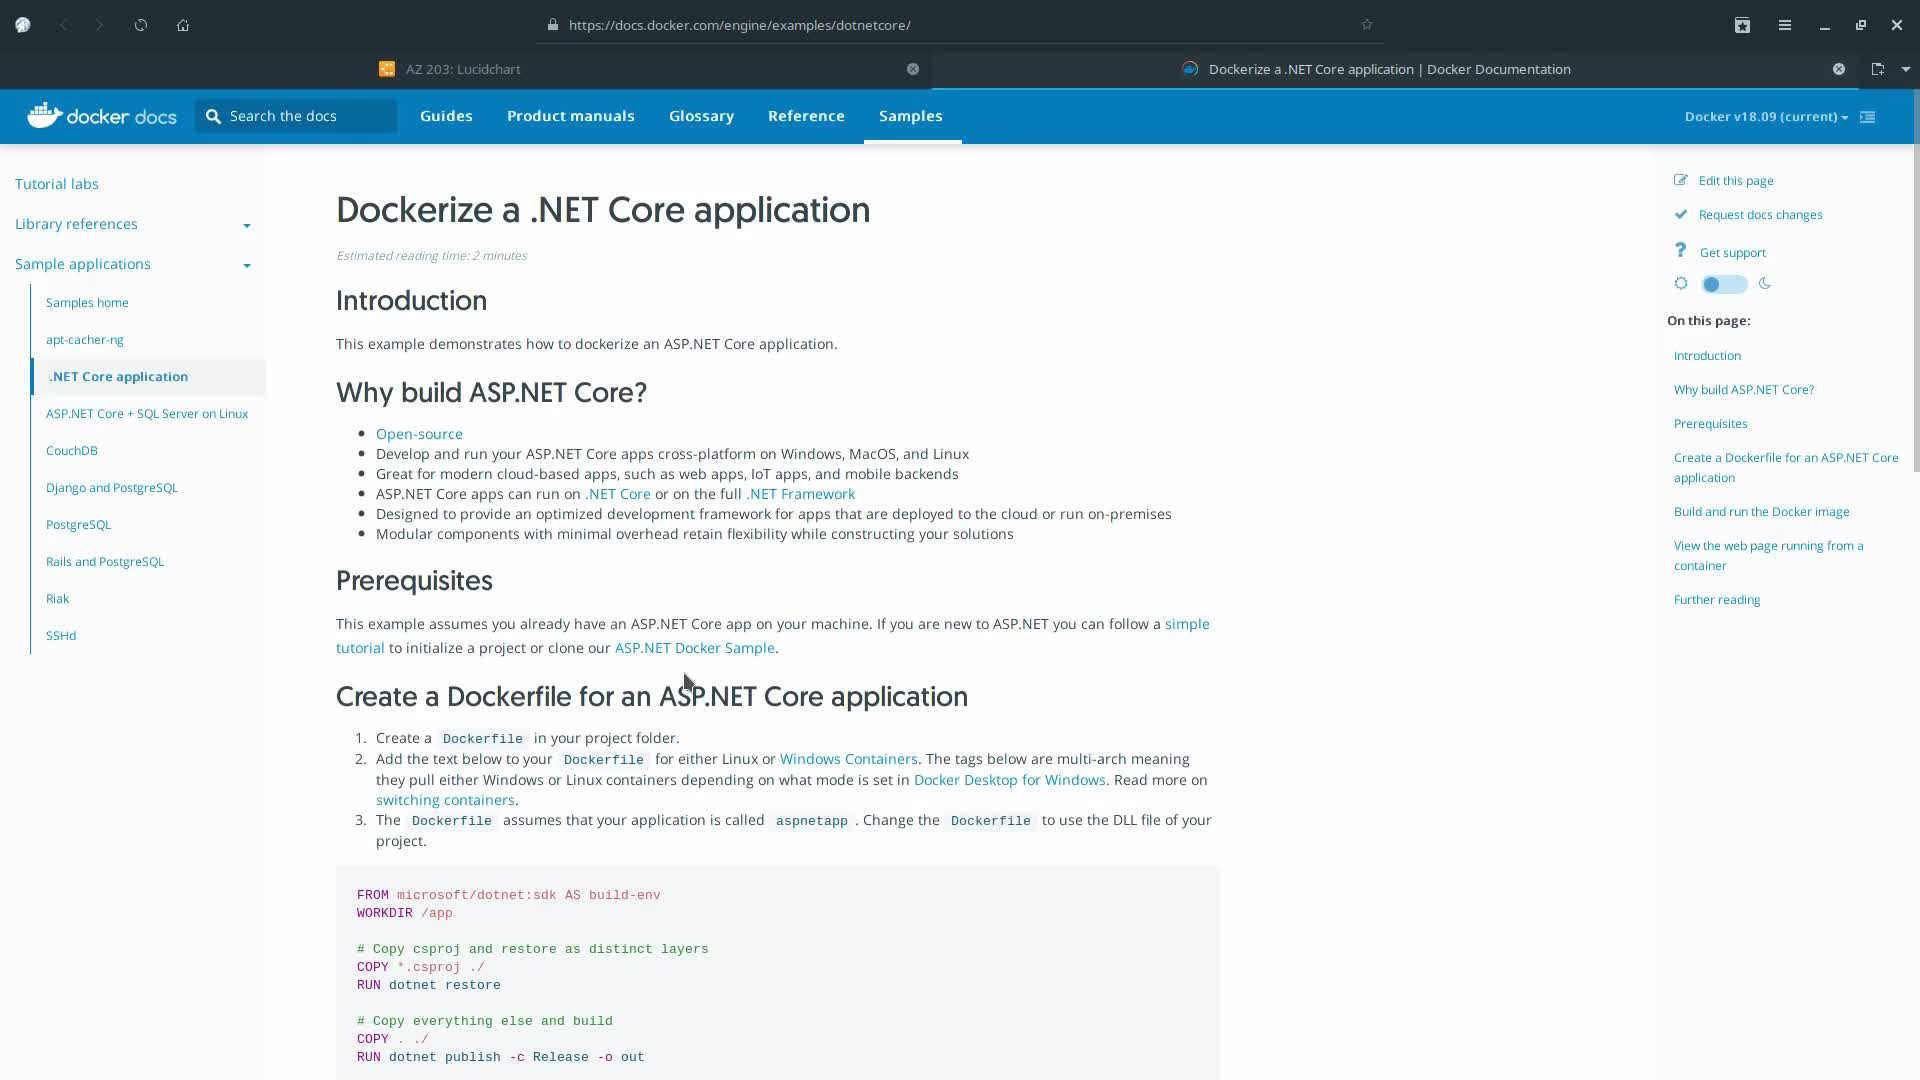 https://docs.docker.com/engine/examples/dotnetcore/
AZ 203: Lucidchart
Dockerize a .NET Core application | Docker Documentation
docker docs
Search the docs
Guides
Product manuals
Glossary
Reference
Samples
Docker v18.09 (current)
Tutorial labs
Library references
Sample applications
Samples home
apt-cacher-ng
.NET Core application
ASP.NET Core + SQL Server on Linux
CouchDB
Django and PostgreSQL
PostgreSQL
Rails and PostgreSQL
Riak
SSHd
Dockerize a .NET Core application
Estimated reading time: 2 minutes
Introduction
This example demonstrates how to dockerize an ASP.NET Core application.
Why build ASP.NET Core?
Open-source
Develop and run your ASP.NET Core apps cross-platform on Windows, MacOS, and Linux
Great for modern cloud-based apps, such as web apps, IoT apps, and mobile backends
ASP.NET Core apps can run on .NET Core or on the full .NET Framework
Designed to provide an optimized development framework for apps that are deployed to the cloud or run on-premises
Modular components with minimal overhead retain flexibility while constructing your solutions
Prerequisites
This example assumes you already have an ASP.NET Core app on your machine. If you are new to ASP.NET you can follow a simple
tutorial to initialize a project or clone our ASP.NET Docker Sample.
Create a Dockerfile for an ASP.NET Core application
1. Create a Dockerfile in your project folder.
2. Add the text below to your Dockerfile for either Linux or Windows Containers. The tags below are multi-arch meaning
they pull either Windows or Linux containers depending on what mode is set in Docker Desktop for Windows. Read more on
switching containers.
3. The Dockerfile assumes that your application is called aspnetapp . Change the Dockerfile to use the DLL file of your
project.
FROM microsoft/dotnet:sdk AS build-env
WORKDIR /app
# Copy csproj and restore as distinct layers
COPY *.csproj ./
RUN dotnet restore
# Copy everything else and build
COPY . ./
RUN dotnet publish -c Release -o out
Edit this page
Request docs changes
Get support
On this page:
Introduction
Why build ASP.NET Core?
Prerequisites
Create a Dockerfile for an ASP.NET Core
application
Build and run the Docker image
View the web page running from a
container
Further reading